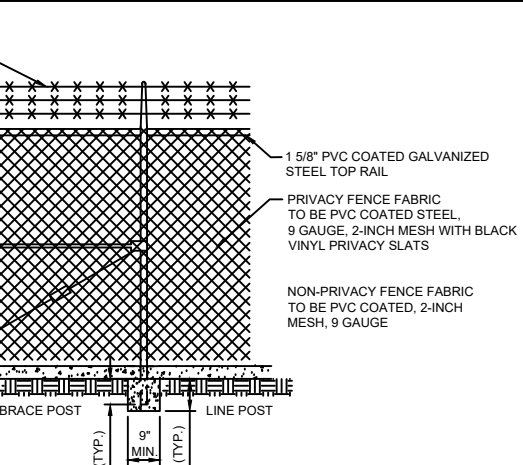 1 5/8" PVC COATED GALVANIZED
STEEL TOP RAIL
PRIVACY FENCE FABRIC
TO BE PVC COATED STEEL,
9 GAUGE, 2-INCH MESH WITH BLACK
VINYL PRIVACY SLATS
NON-PRIVACY FENCE FABRIC
TO BE PVC COATED, 2-INCH
MESH, 9 GAUGE
BRACE POST
LINE POST
(TYP.)
9"
MIN.
(TYP.)